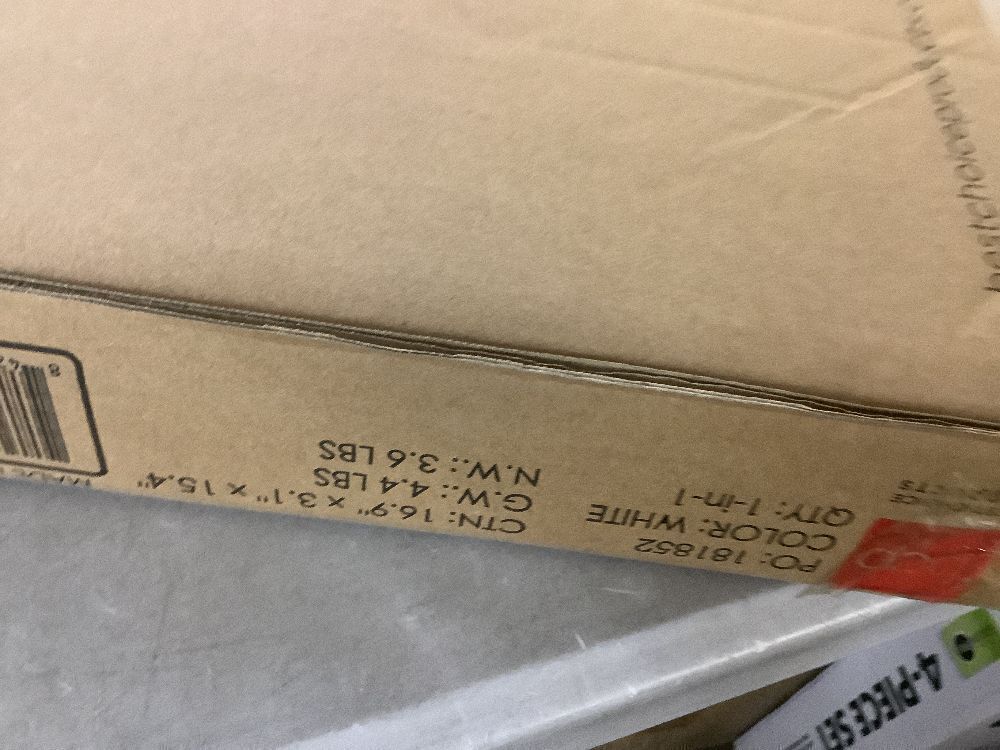 PO: 181852
COLOR: WHITE
QTY: 1-in-1
CTN: 16.9" x 3.1" x 15.4"
G.W.: 4.4 LBS
N.W.: 3.6 LBS
8
4-PIECE SET